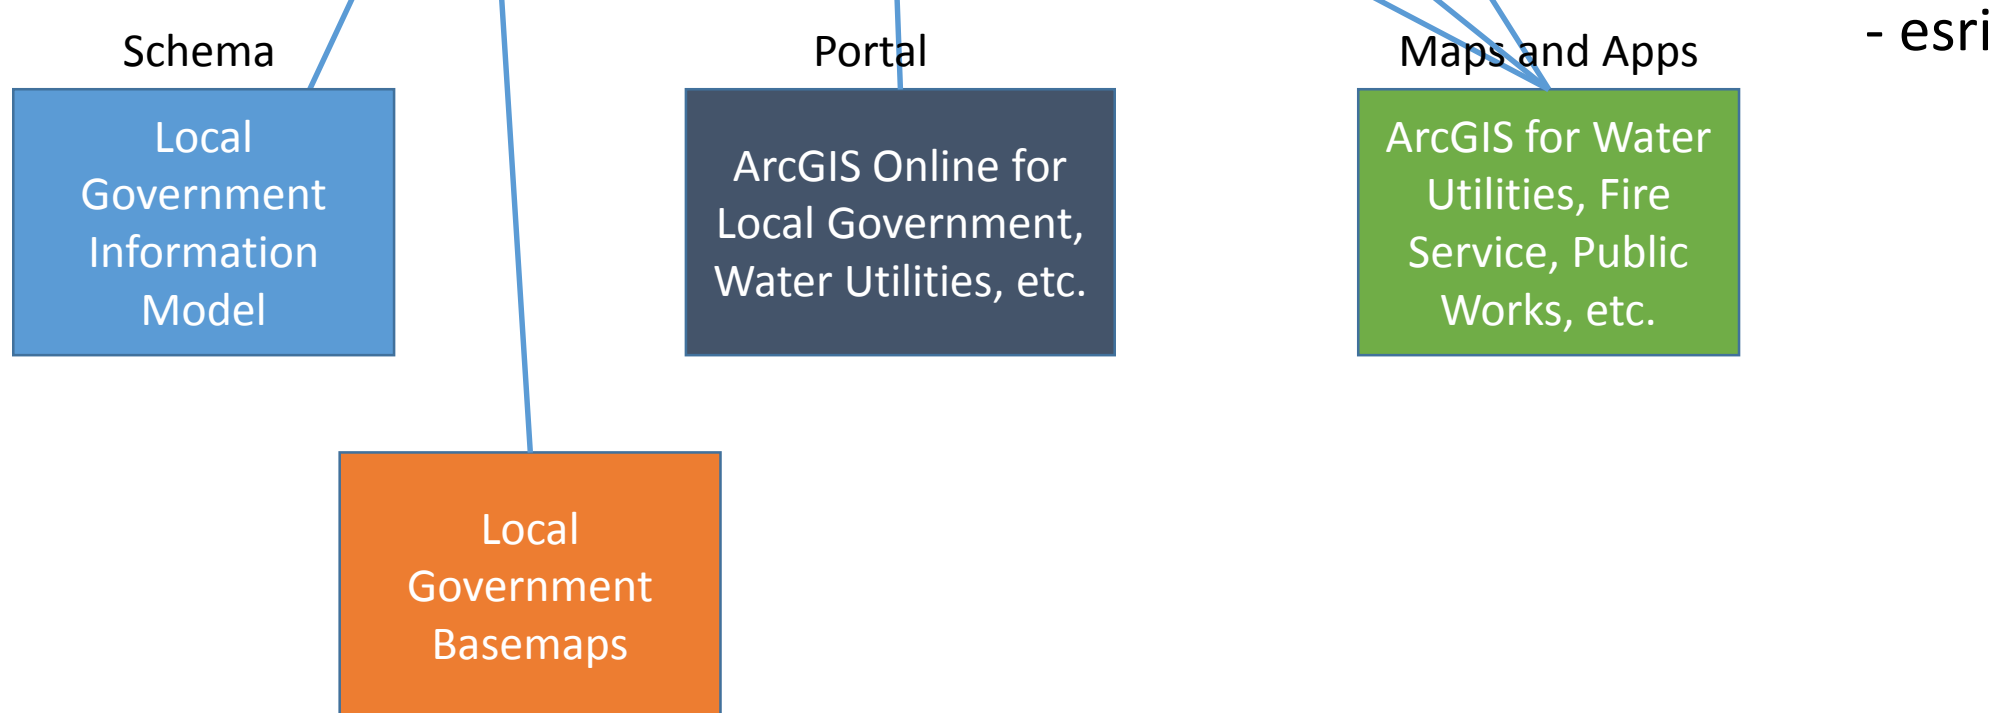 Schema
Portal
Maps and Apps
- esri
Local
Government
Information
Model
ArcGIS Online for
Local Government,
Water Utilities, etc.
ArcGIS for Water
Utilities, Fire
Service, Public
Works, etc.
Local
Government
Basemaps